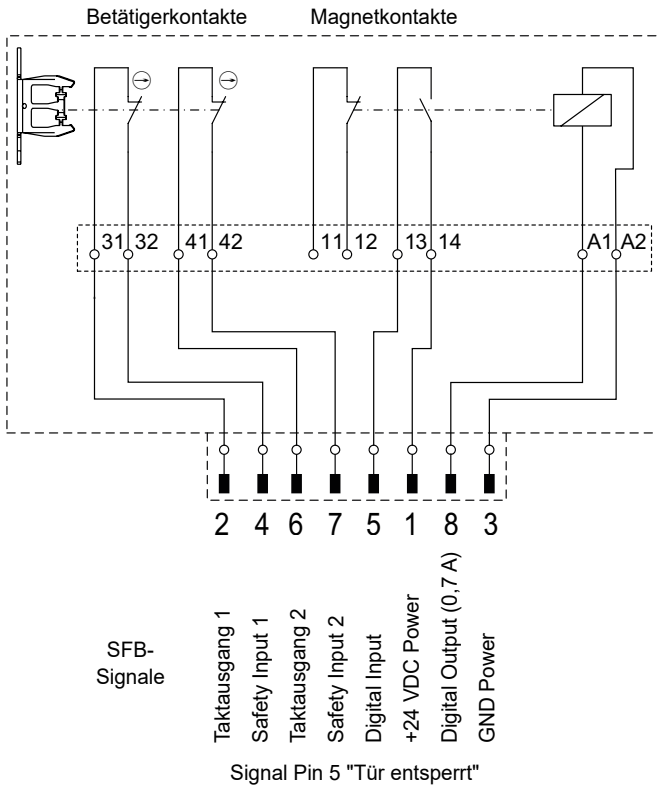 Betätigerkontakte Magnetkontakte
31 32 41 42 11 12 13 14 A1 A2
2 4 6 7 5 1 8 3
SFB-
Signale
Taktausgang 1
Safety Input 1
Taktausgang 2
Safety Input 2
Digital Input
+24 VDC Power
Digital Output (0,7 A)
GND Power
Signal Pin 5 "Tür entsperrt"